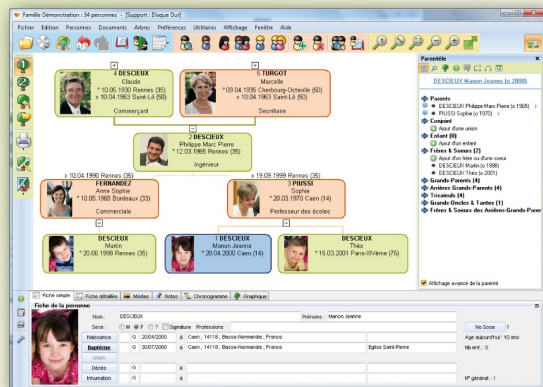 Famille Démonstration : 34 personnes - [Support : Disque Dur]
Fichier Edition Personnes Documents Arbres Préférences Utilitaires Affichage Fenêtre Aide
4 DESCIEUX
Claude
* 10.05.1930 Rennes (35)
x 10.04.1963 Saint-Lô (50)
Commerçant
5 TURGOT
Marcelle
*09.04.1935 Cherbourg-Octeville (50)
x 10.04.1963 Saint-Lô (50)
Secrétaire
2 DESCIEUX
Philippe Marc Pierre
* 12.03.1965 Rennes (35)
Ingénieur
x 10.04.1990 Rennes (35)
x 19.09.1999 Rennes (35)
FERNANDEZ
Anne Sophie
* 10.05.1968 Bordeaux (33)
Commerciale
3 PIUSSI
Sophie
* 20.03.1970 Caen (14)
Professeur des écoles
DESCIEUX
Martin
* 20.06.1998 Rennes (35)
1 DESCIEUX
Manon Jeanne
* 20.04.2000 Caen (14)
DESCIEUX
Théo
* 15.03.2001 Paris-XIVème (75)
Parentèle
DESCIEUX Manon Jeanne (o 2000)
Parents
DESCIEUX Philippe Marc Pierre (o 1965)
PIUSSI Sophie (o 1970)
Conjoint
Ajout d'une union
Enfant (0)
Ajout d'un enfant
Frères & Soeurs (2)
Ajout d'un frère ou d'une soeur
DESCIEUX Martin (o 1998)
DESCIEUX Théo (o 2001)
Grands-Parents (4)
Arrières Grands-Parents (4)
Trisaieuls (4)
Grands-Oncles & Tantes (1)
Frères & Soeurs des Arrières-Grands-Paren
Affichage avancé de la parenté
Fiche simple Fiche détaillée Médias Notes Chronogramme Graphique
Fiche de la personne
Nom : DESCIEUX Prénoms : Manon Jeanne
Sexe : M F ? Signature Professions No Sosa 1
Naissance 20/04/2000 à Caen , 14118 , Basse-Normandie , France Age aujourd'hui : 10 ans
Baptême 30/07/2000 à Caen , 14118 , Basse-Normandie , France Eglise Saint-Pierre Nb enf. : 0
Union
Décès à
Inhumation à N° générat. : 1